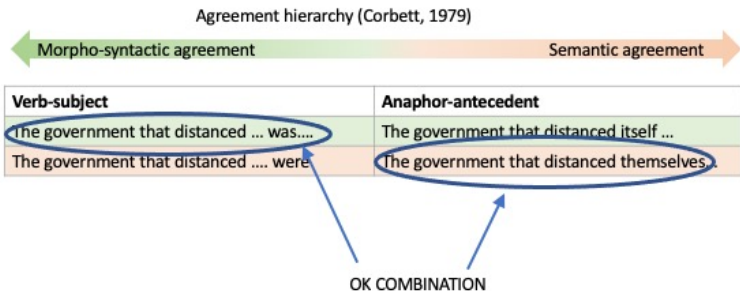 Agreement hierarchy (Corbett, 1979)
Morpho-syntactic agreement Semantic agreement
Verb-subject Anaphor-antecedent
The government that distanced ... was.... The government that distanced itself ...
The government that distanced .... were The government that distanced themselves...
OK COMBINATION